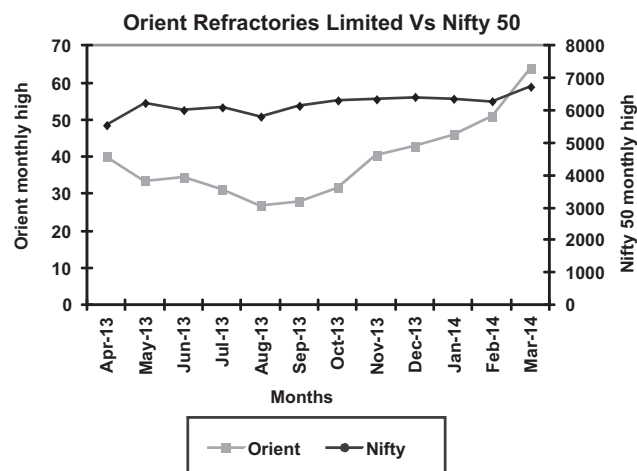 Orient Refractories Limited Vs Nifty 50
70
60
50
40
30
20
10
0
Orient monthly high
8000
7000
6000
5000
4000
3000
2000
1000
0
Nifty 50 monthly high
Apr-13
May-13
Jun-13
Jul-13
Aug-13
Sep-13
Oct-13
Nov-13
Dec-13
Jan-14
Feb-14
Mar-14
Months
Orient Nifty